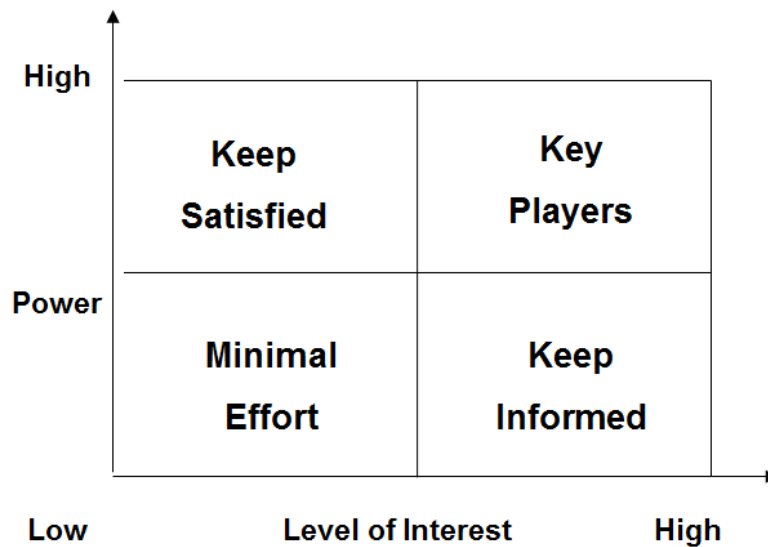 High
Keep
Satisfied
Key
Players
Power
Minimal
Effort
Keep
Informed
Low
Level of Interest
High